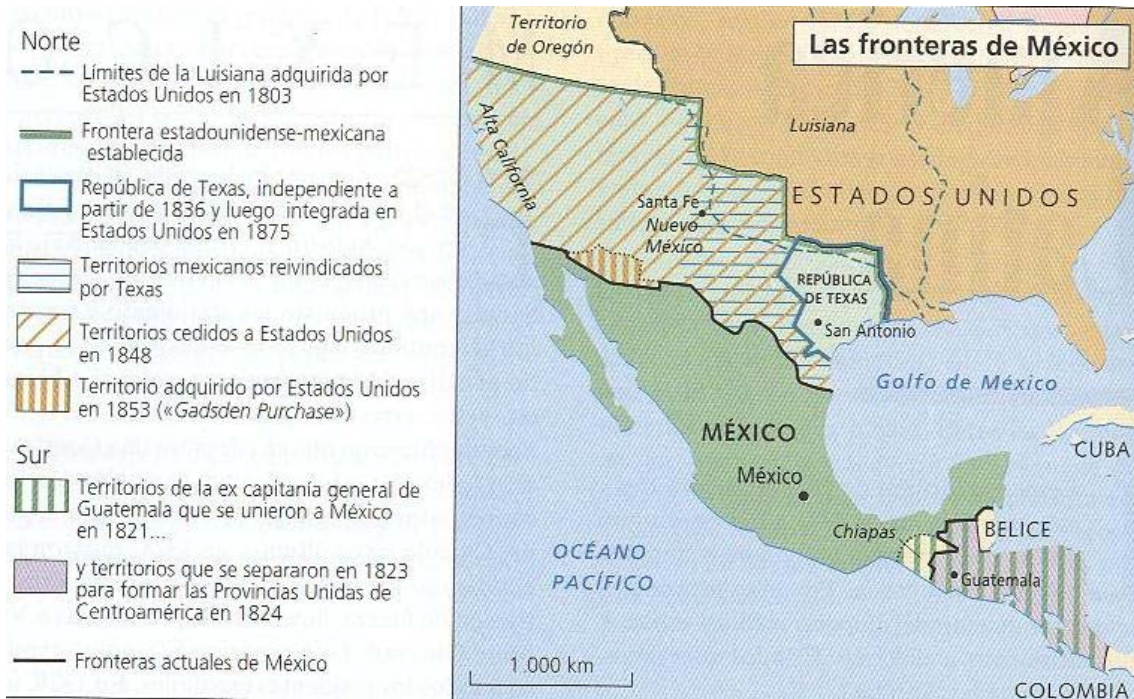 Norte
Límites de la Luisiana adquirida por
Estados Unidos en 1803
Frontera estadounidense-mexicana
establecida
República de Texas, independiente a
partir de 1836 y luego integrada en
Estados Unidos en 1875
Territorios mexicanos reivindicados
por Texas
Territorios cedidos a Estados Unidos
en 1848
Territorio adquirido por Estados Unidos
en 1853 («Gadsden Purchase»)
Sur
Territorios de la ex capitanía general de
Guatemala que se unieron a México
en 1821...
y territorios que se separaron en 1823
para formar las Provincias Unidas de
Centroamérica en 1824
Fronteras actuales de México
Las fronteras de México
Territorio
de Oregón
Alta California
Luisiana
ESTADOS UNIDOS
Santa Fe
Nuevo
México
REPÚBLICA
DE TEXAS
San Antonio
Golfo de México
MÉXICO
México
CUBA
Chiapas
BELICE
OCÉANO
PACÍFICO
Guatemala
1.000 km
COLOMBIA